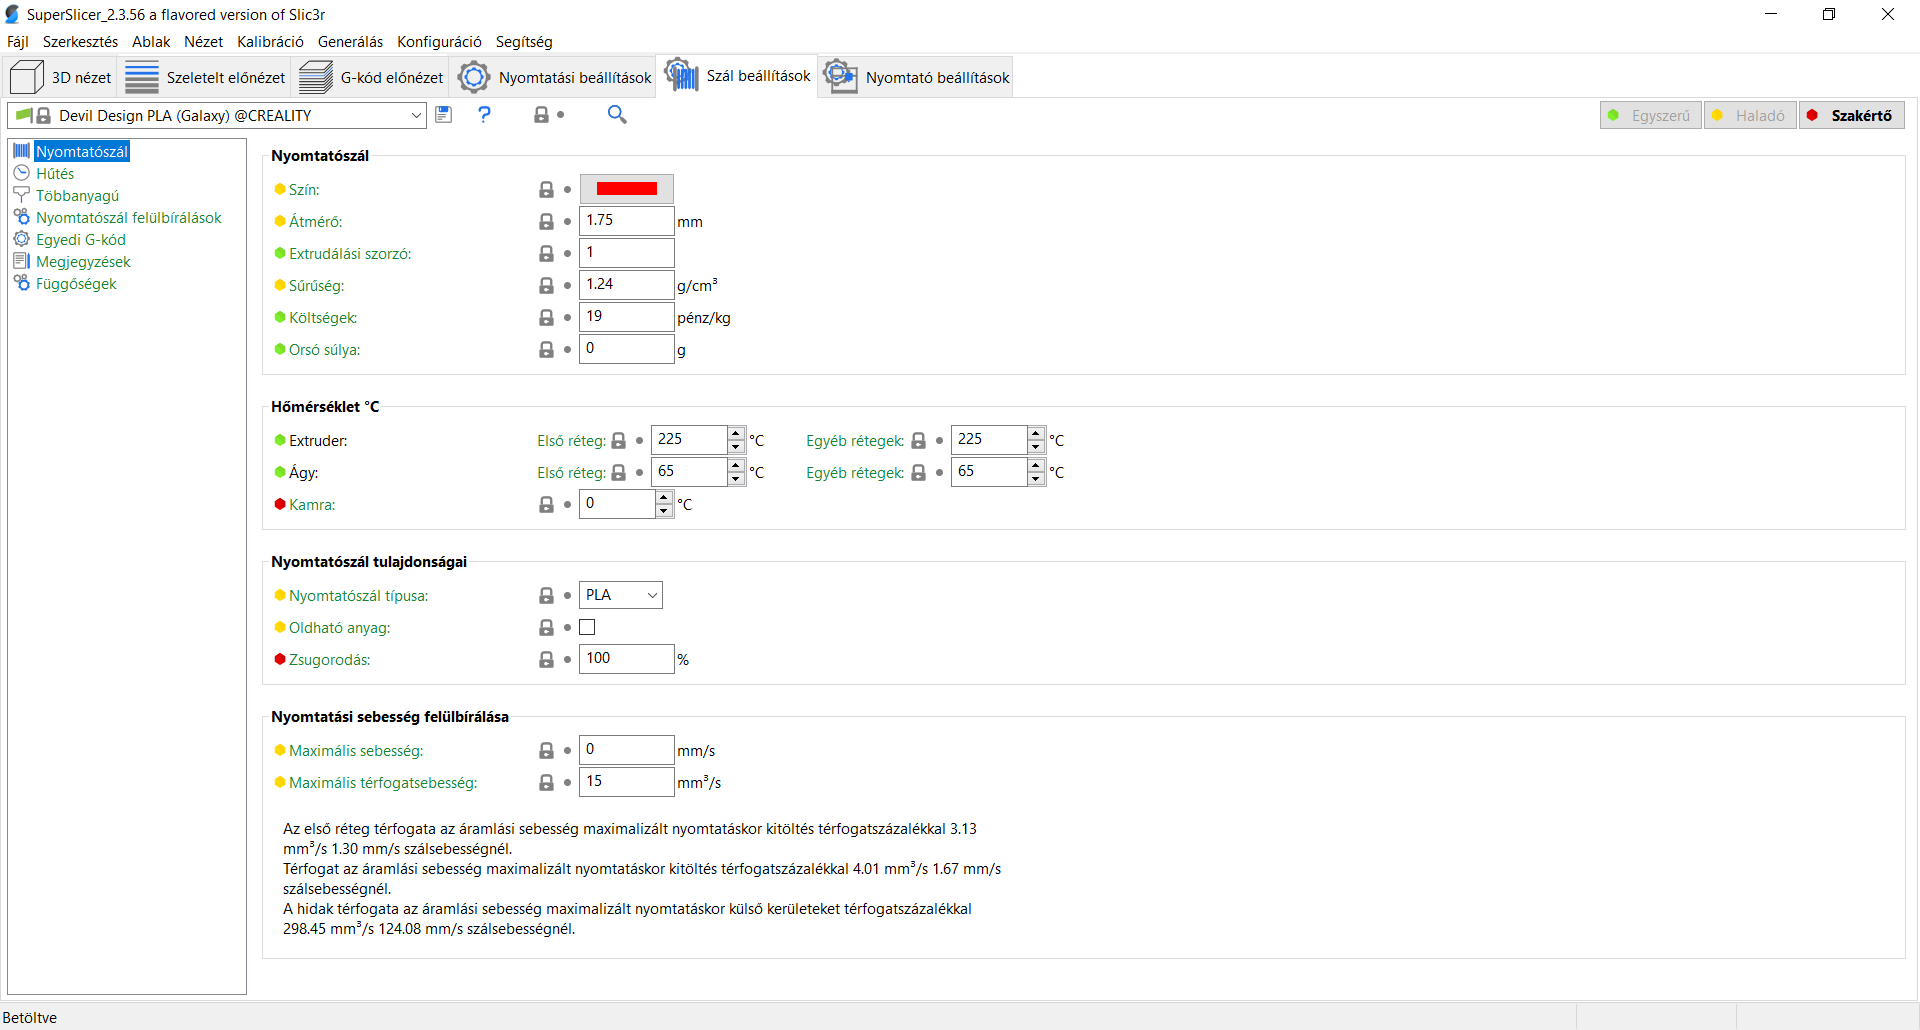 SuperSlicer_2.3.56 a flavored version of Slic3r
Fájl Szerkesztés Ablak Nézet Kalibráció Generálás Konfiguráció Segítség
3D nézet Szeletelt előnézet G-kód előnézet Nyomtatási beállítások Szál beállítások Nyomtató beállítások
Devil Design PLA (Galaxy) @CREALITY ? Egyszerű Haladó Szakértő
Nyomtatószál
Hűtés
Többanyagú
Nyomtatószál felülbírálások
Egyedi G-kód
Megjegyzések
Függőségek
Nyomtatószál
Szín:
Átmérő: 1.75 mm
Extrudálási szorzó: 1
Sűrűség: 1.24 g/cm³
Költségek: 19 pénz/kg
Orsó súlya: 0 g
Hőmérséklet °C
Extruder: Első réteg: 225 °C Egyéb rétegek: 225 °C
Ágy: Első réteg: 65 °C Egyéb rétegek: 65 °C
Kamra: 0 °C
Nyomtatószál tulajdonságai
Nyomtatószál típusa: PLA
Oldható anyag:
Zsugorodás: 100 %
Nyomtatási sebesség felülbírálása
Maximális sebesség: 0 mm/s
Maximális térfogatsebesség: 15 mm³/s
Az első réteg térfogata az áramlási sebesség maximalizált nyomtatáskor kitöltés térfogatszázalékkal 3.13
mm³/s 1.30 mm/s szálsebességnél.
Térfogat az áramlási sebesség maximalizált nyomtatáskor kitöltés térfogatszázalékkal 4.01 mm³/s 1.67 mm/s
szálsebességnél.
A hidak térfogata az áramlási sebesség maximalizált nyomtatáskor külső kerületeket térfogatszázalékkal
298.45 mm³/s 124.08 mm/s szálsebességnél.
Betöltve